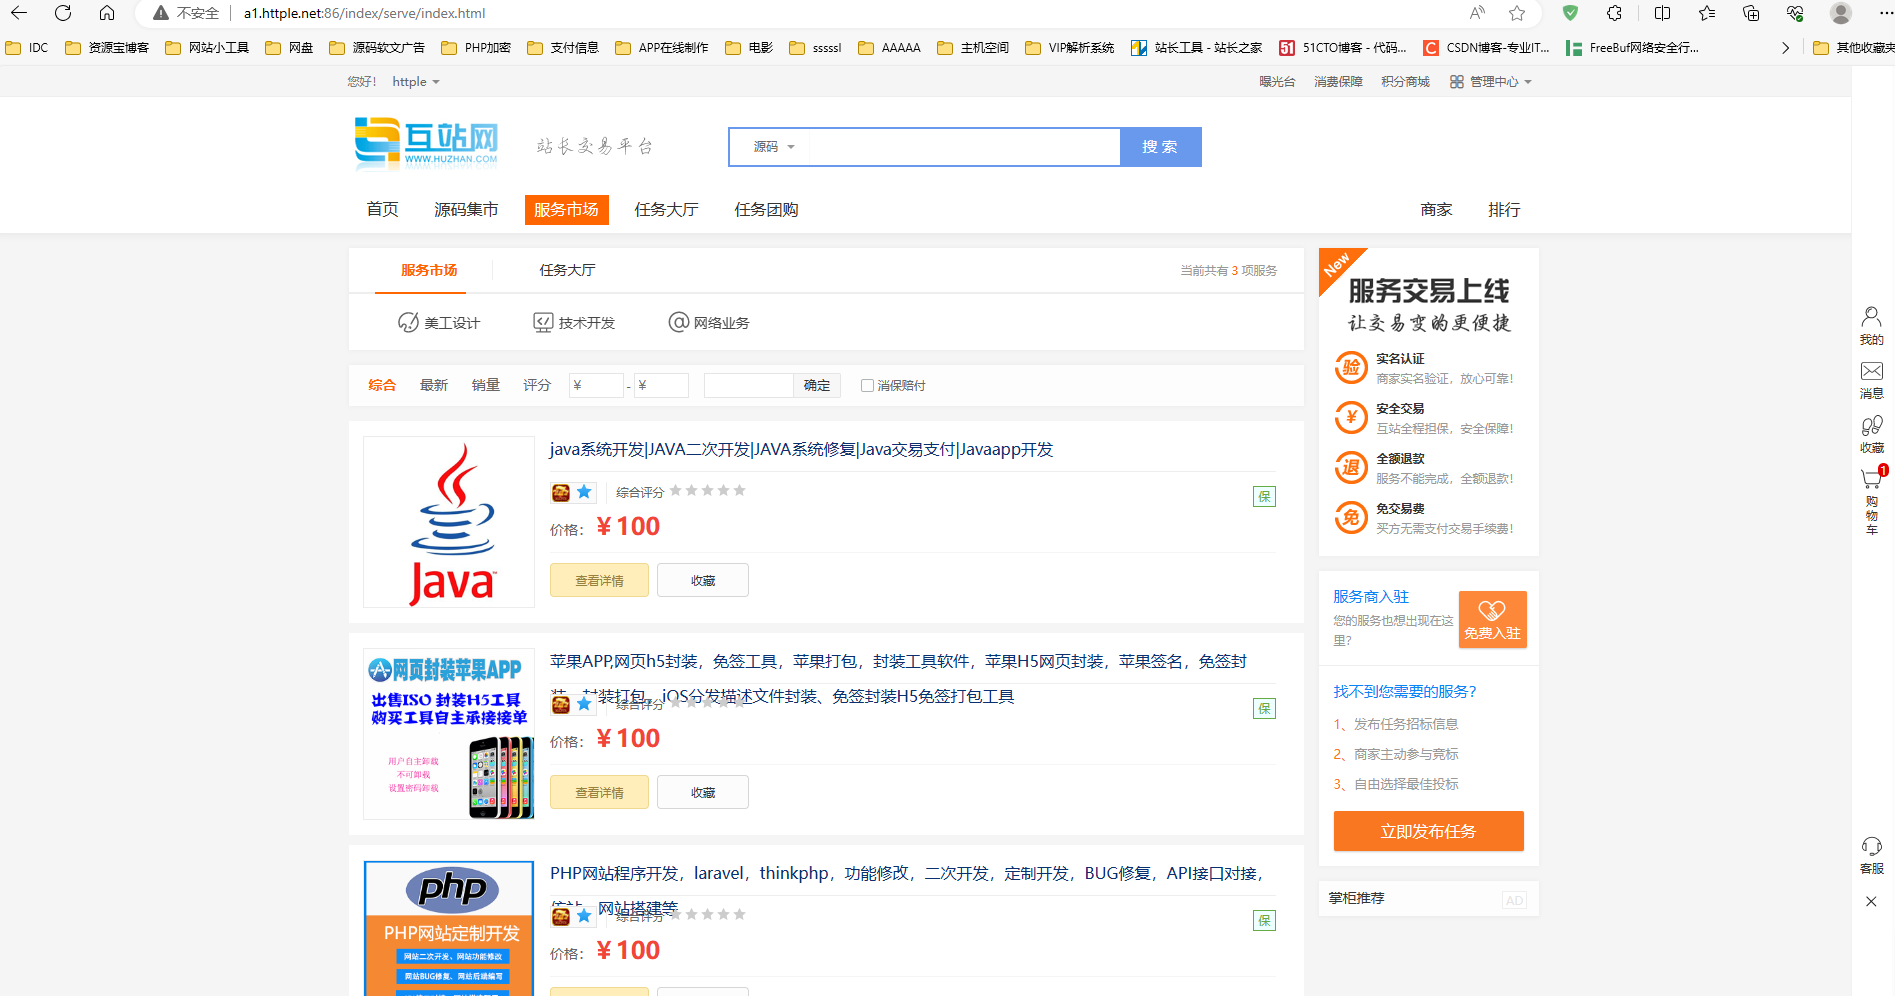 不安全 a1.httple.net:86/index/serve/index.html
IDC 资源宝博客 网站小工具 网盘 源码软文广告 PHP加密 支付信息 APP在线制作 电影 sssssl AAAAA 主机空间 VIP解析系统 站长工具 - 站长之家 51CTO博客 - 代码... CSDN博客-专业IT... FreeBuf网络安全行... 其他收藏夹
您好! httple 曝光台 消费保障 积分商城 管理中心
互站网 站长交易平台 源码 搜 索
WWW.HUZHAN.COM
首页 源码集市 服务市场 任务大厅 任务团购 商家 排行
服务市场 任务大厅 当前共有 3 项服务
美工设计 技术开发 @网络业务
综合 最新 销量 评分 ¥ - ¥ 确定 消保赔付
Java
java系统开发|JAVA二次开发|JAVA系统修复|Java交易支付|Javaapp开发
综合评分
保
价格： ¥100
查看详情 收藏
网页封装苹果APP
出售ISO 封装H5工具
购买工具自主承接接单
用户自主卸载
不可卸载
设置密码卸载
苹果APP,网页h5封装，免签工具，苹果打包，封装工具软件，苹果H5网页封装，苹果签名，免签封
装，封装打包，iOS分发描述文件封装、免签封装H5免签打包工具
综合评分
保
价格： ¥100
查看详情 收藏
php
PHP网站定制开发
网站二次开发、网站功能修改
网站BUG修复、网站后端编写
PHP网站程序开发，laravel，thinkphp，功能修改，二次开发，定制开发，BUG修复，API接口对接，
仿站，网站搭建等
综合评分
保
价格： ¥100
New
服务交易上线
让交易变的更便捷
验 实名认证
商家实名验证，放心可靠!
¥ 安全交易
互站全程担保，安全保障!
退 全额退款
服务不能完成，全额退款!
免 免交易费
买方无需支付交易手续费!
服务商入驻
您的服务也想出现在这
里?
免费入驻
找不到您需要的服务?
1、发布任务招标信息
2、商家主动参与竞标
3、自由选择最佳投标
立即发布任务
掌柜推荐 AD
我的
消息
收藏
1
购
物
车
客服